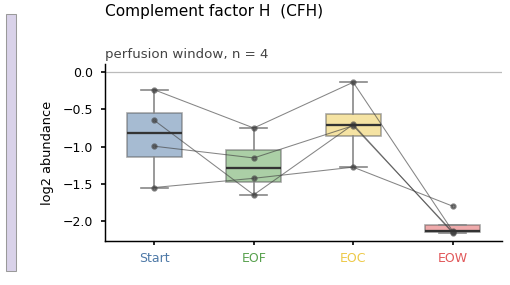 Complement factor H (CFH)
perfusion window, n = 4
log2 abundance
0.0
−0.5
−1.0
−1.5
−2.0
Start EOF EOC EOW